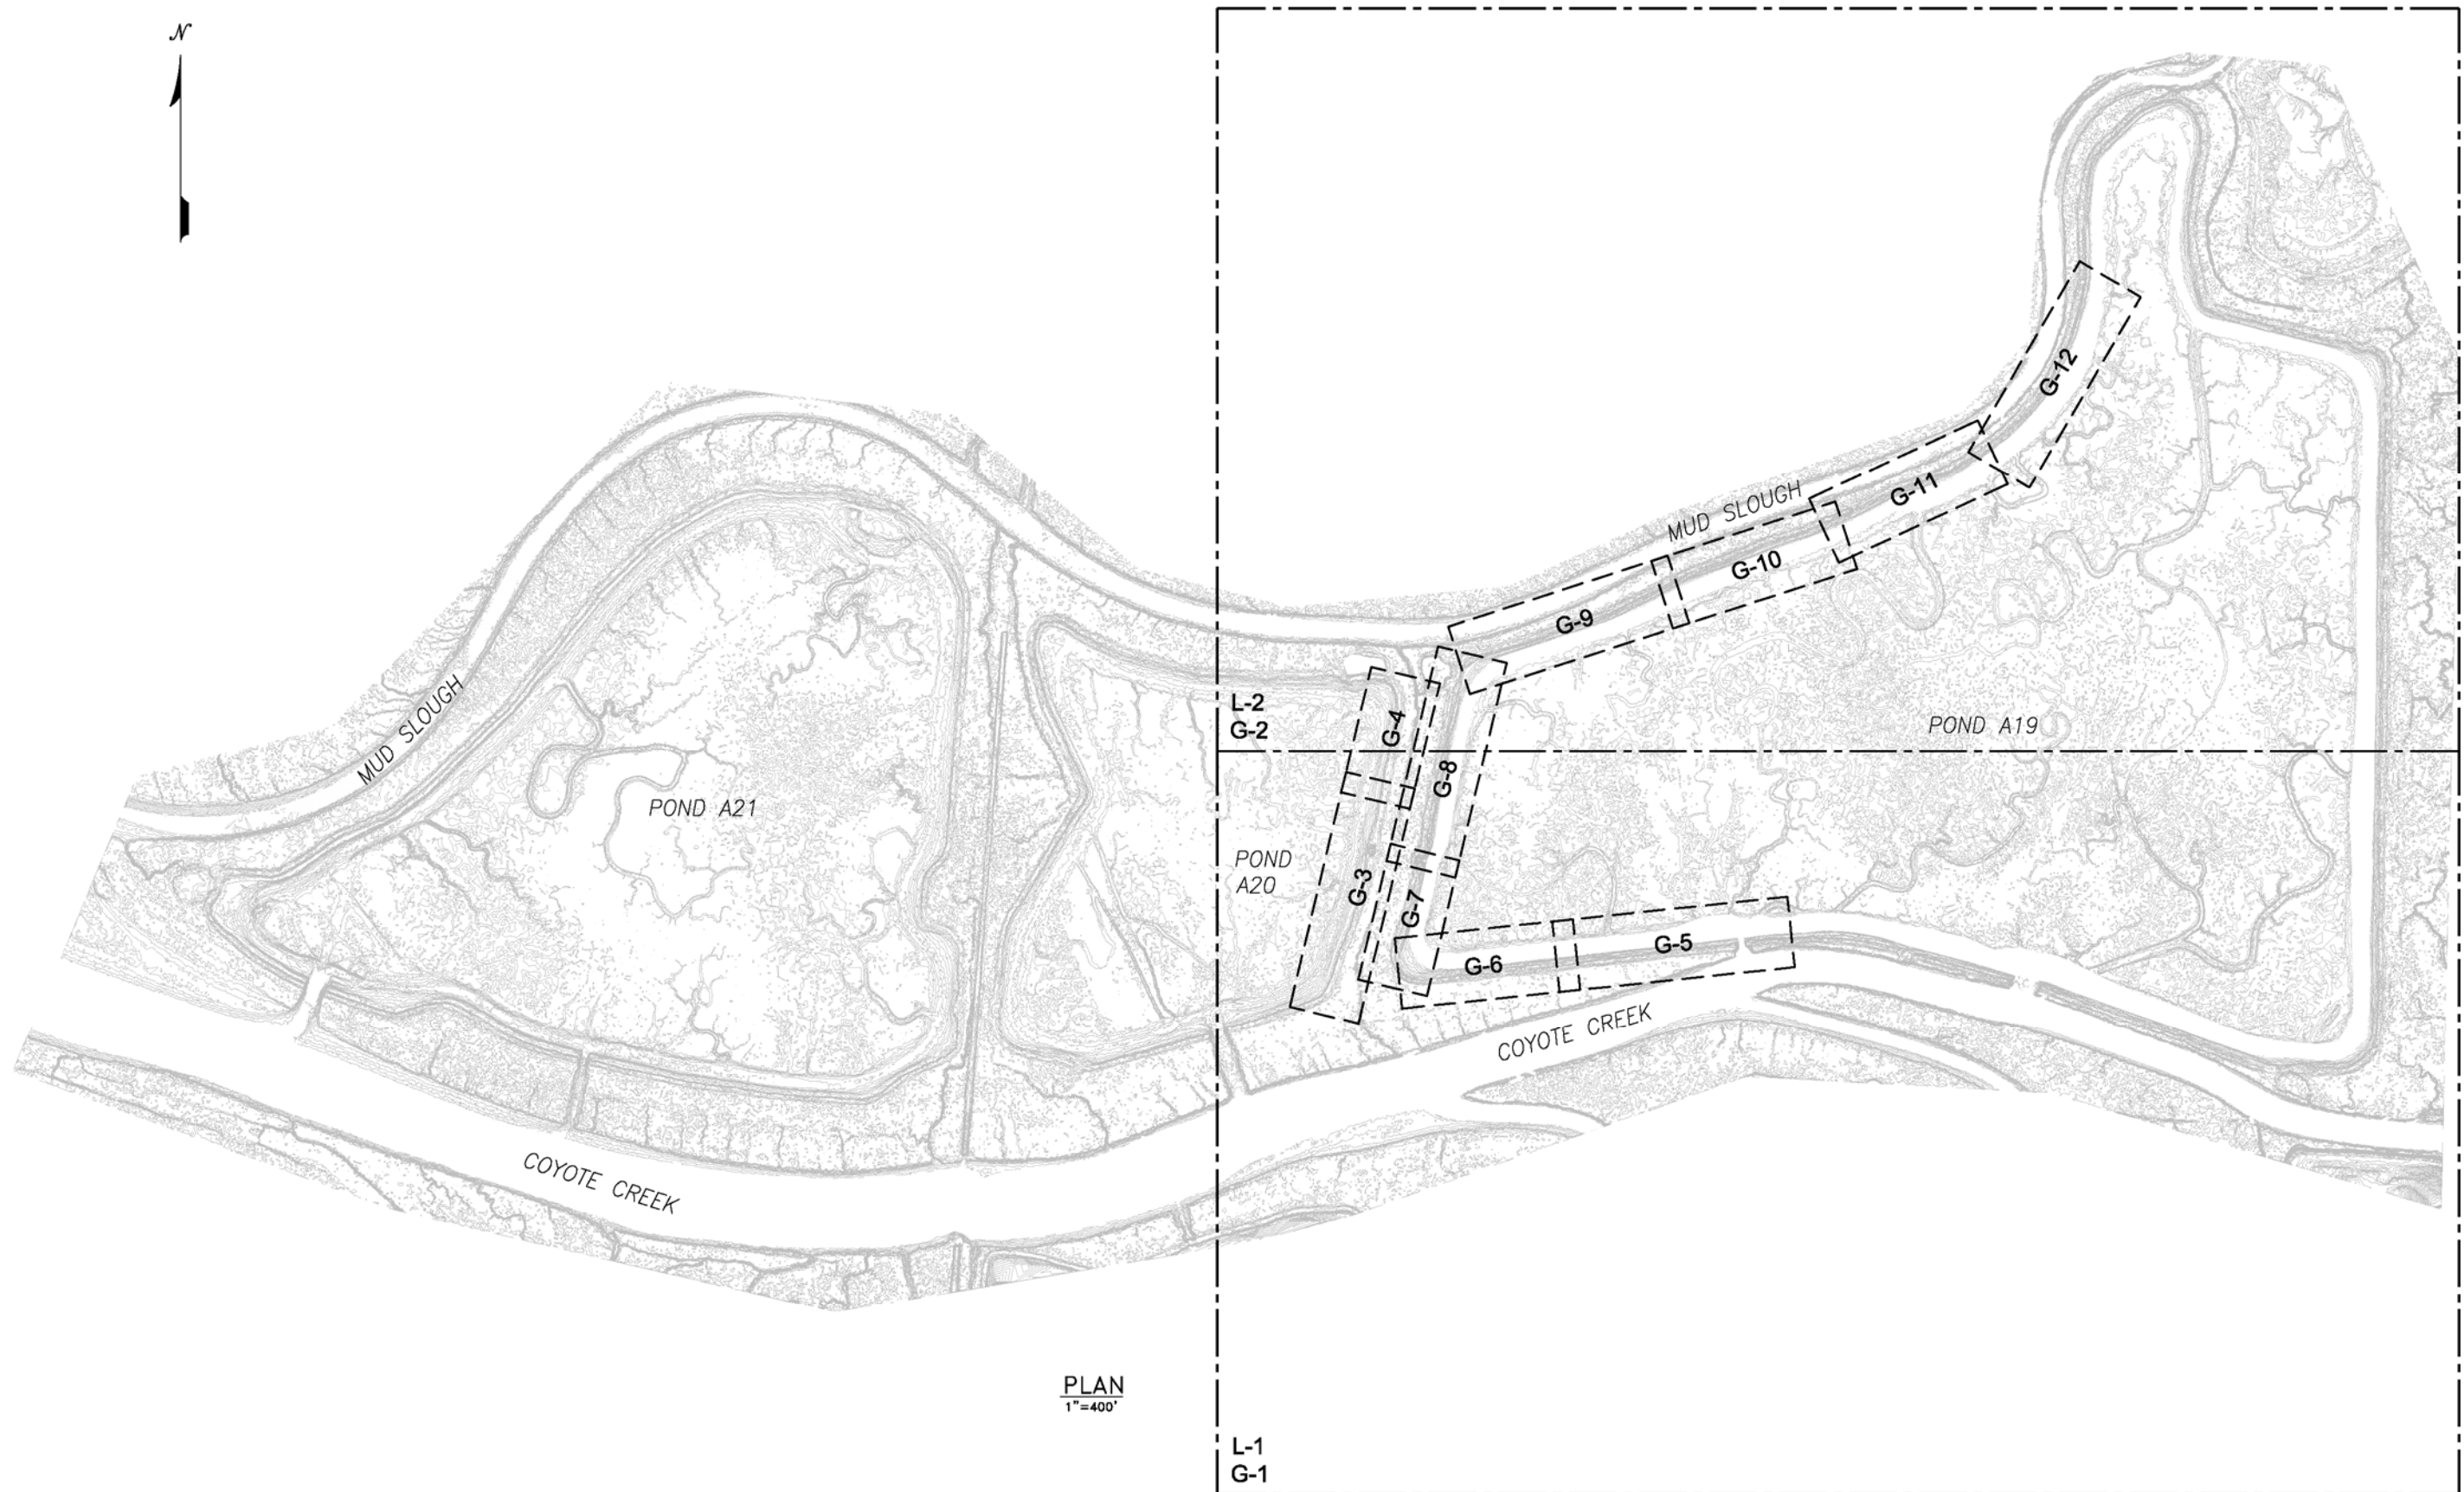 N
G-12
G-11
MUD SLOUGH
G-10
G-9
L-2
G-2
G-4
POND A19
MUD SLOUGH
POND A21
G-8
POND
A20
G-3
G-7
G-5
G-6
COYOTE CREEK
COYOTE CREEK
PLAN
1"=400'
L-1
G-1